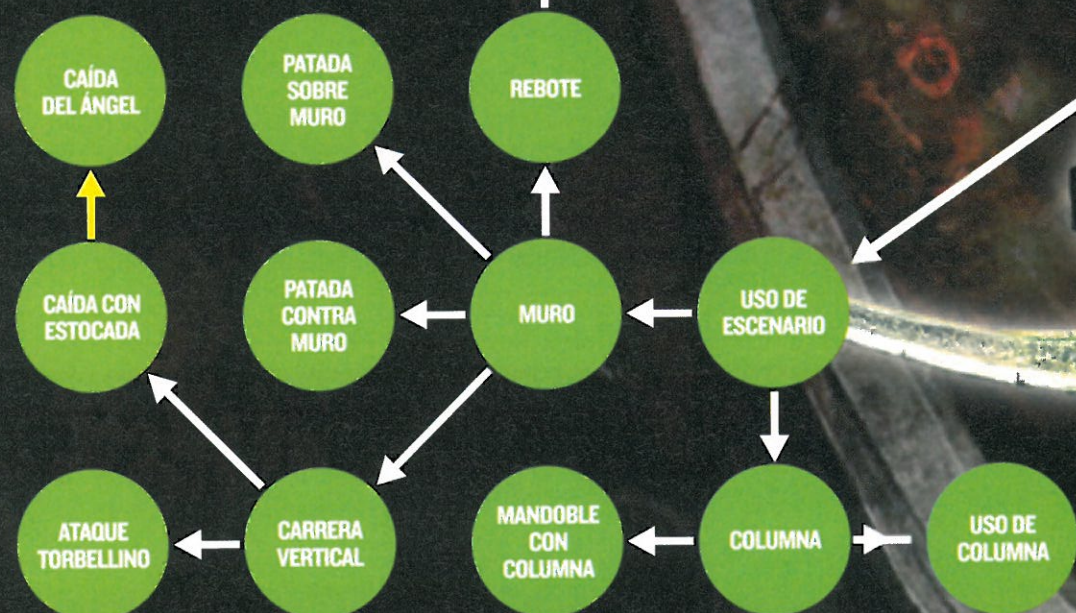 CAÍDA
DEL ÁNGEL
PATADA
SOBRE
MURO
REBOTE
CAÍDA CON
ESTOCADA
PATADA
CONTRA
MURO
MURO
USO DE
ESCENARIO
ATAQUE
TORBELLINO
CARRERA
VERTICAL
MANDOBLE
CON
COLUMNA
COLUMNA
USO DE
COLUMNA